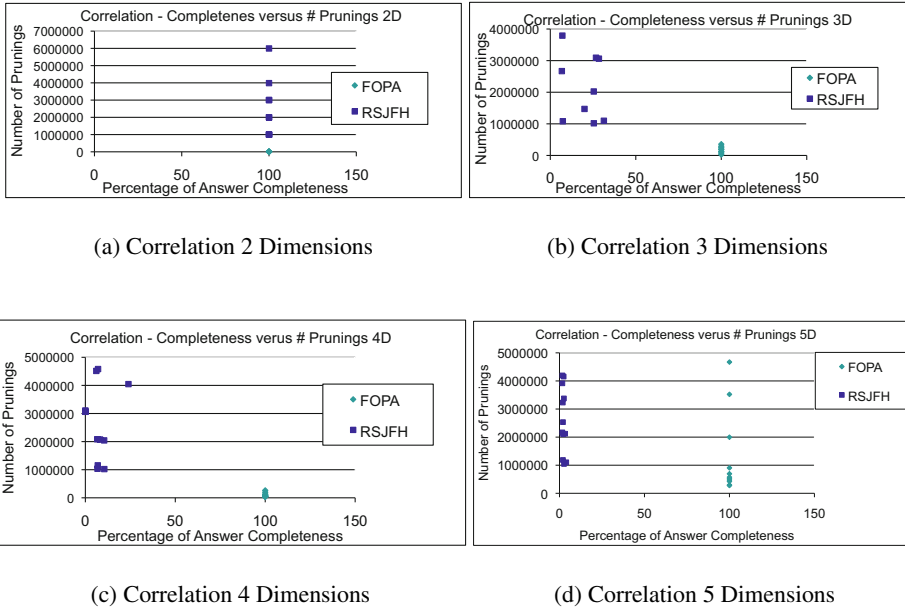 Correlation - Completenes versus # Prunings 2D
Number of Prunings
7000000
6000000
5000000
4000000
3000000
2000000
1000000
0
0 50 100 150
Percentage of Answer Completeness
FOPA
RSJFH
(a) Correlation 2 Dimensions
Correlation - Completeness versus # Prunings 3D
Number of Prunings
4000000
3000000
2000000
1000000
0
0 50 100 150
Percentage of Answer Completeness
FOPA
RSJFH
(b) Correlation 3 Dimensions
Correlation - Completeness verus # Prunings 4D
Number of Prunings
5000000
4000000
3000000
2000000
1000000
0
0 50 100 150
Percentage of Answer Completeness
FOPA
RSJFH
(c) Correlation 4 Dimensions
Correlation - Completeness verus # Prunings 5D
Number of Prunings
5000000
4000000
3000000
2000000
1000000
0
0 50 100 150
Percentage of Answer Completeness
FOPA
RSJFH
(d) Correlation 5 Dimensions